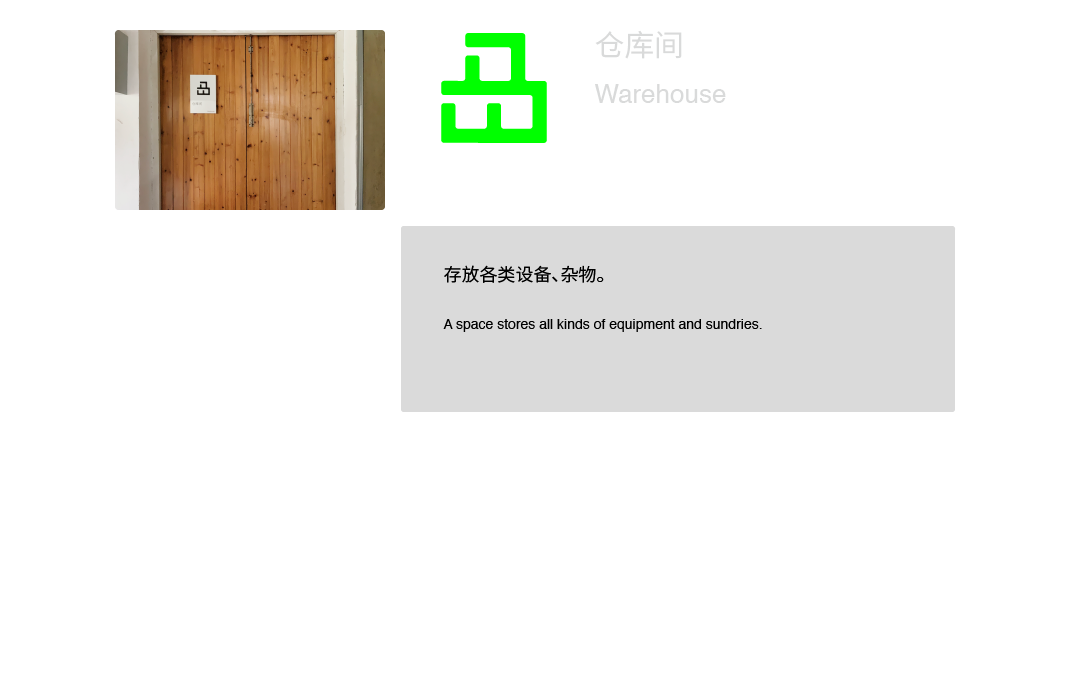 仓库间
Warehouse
存放各类设备、杂物。
A space stores all kinds of equipment and sundries.